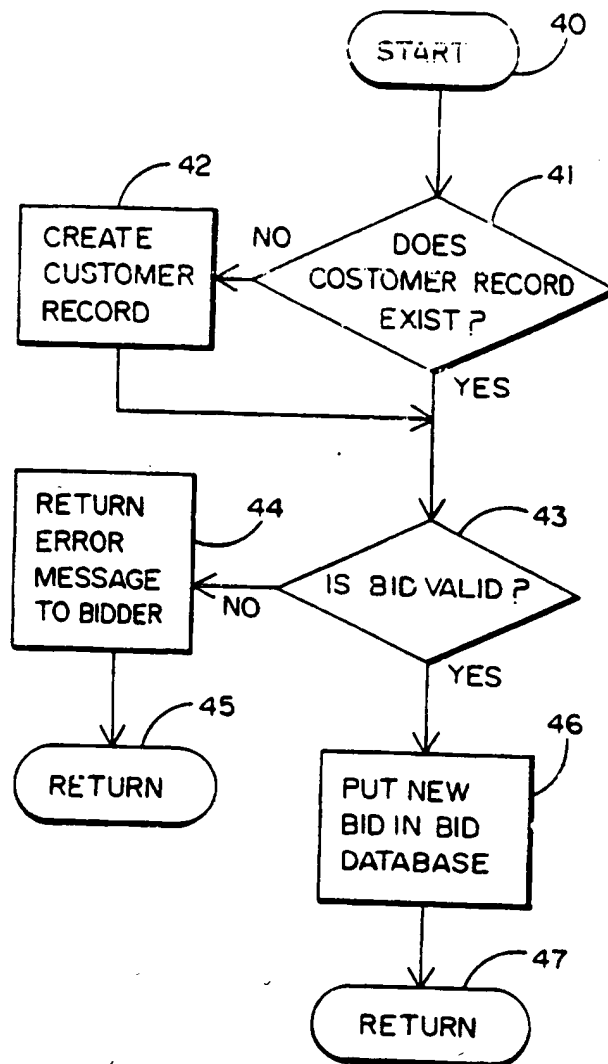 START
40
41
42
DOES
COSTOMER RECORD
EXIST?
NO
CREATE
CUSTOMER
RECORD
YES
43
IS BID VALID?
NO
44
RETURN
ERROR
MESSAGE
TO BIDDER
YES
45
RETURN
46
PUT NEW
BID IN BID
DATABASE
47
RETURN